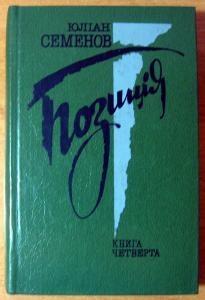 ЮЛІАН
СЕМЕНОВ
Позиція
КНИГА
ЧЕТВЕРТА